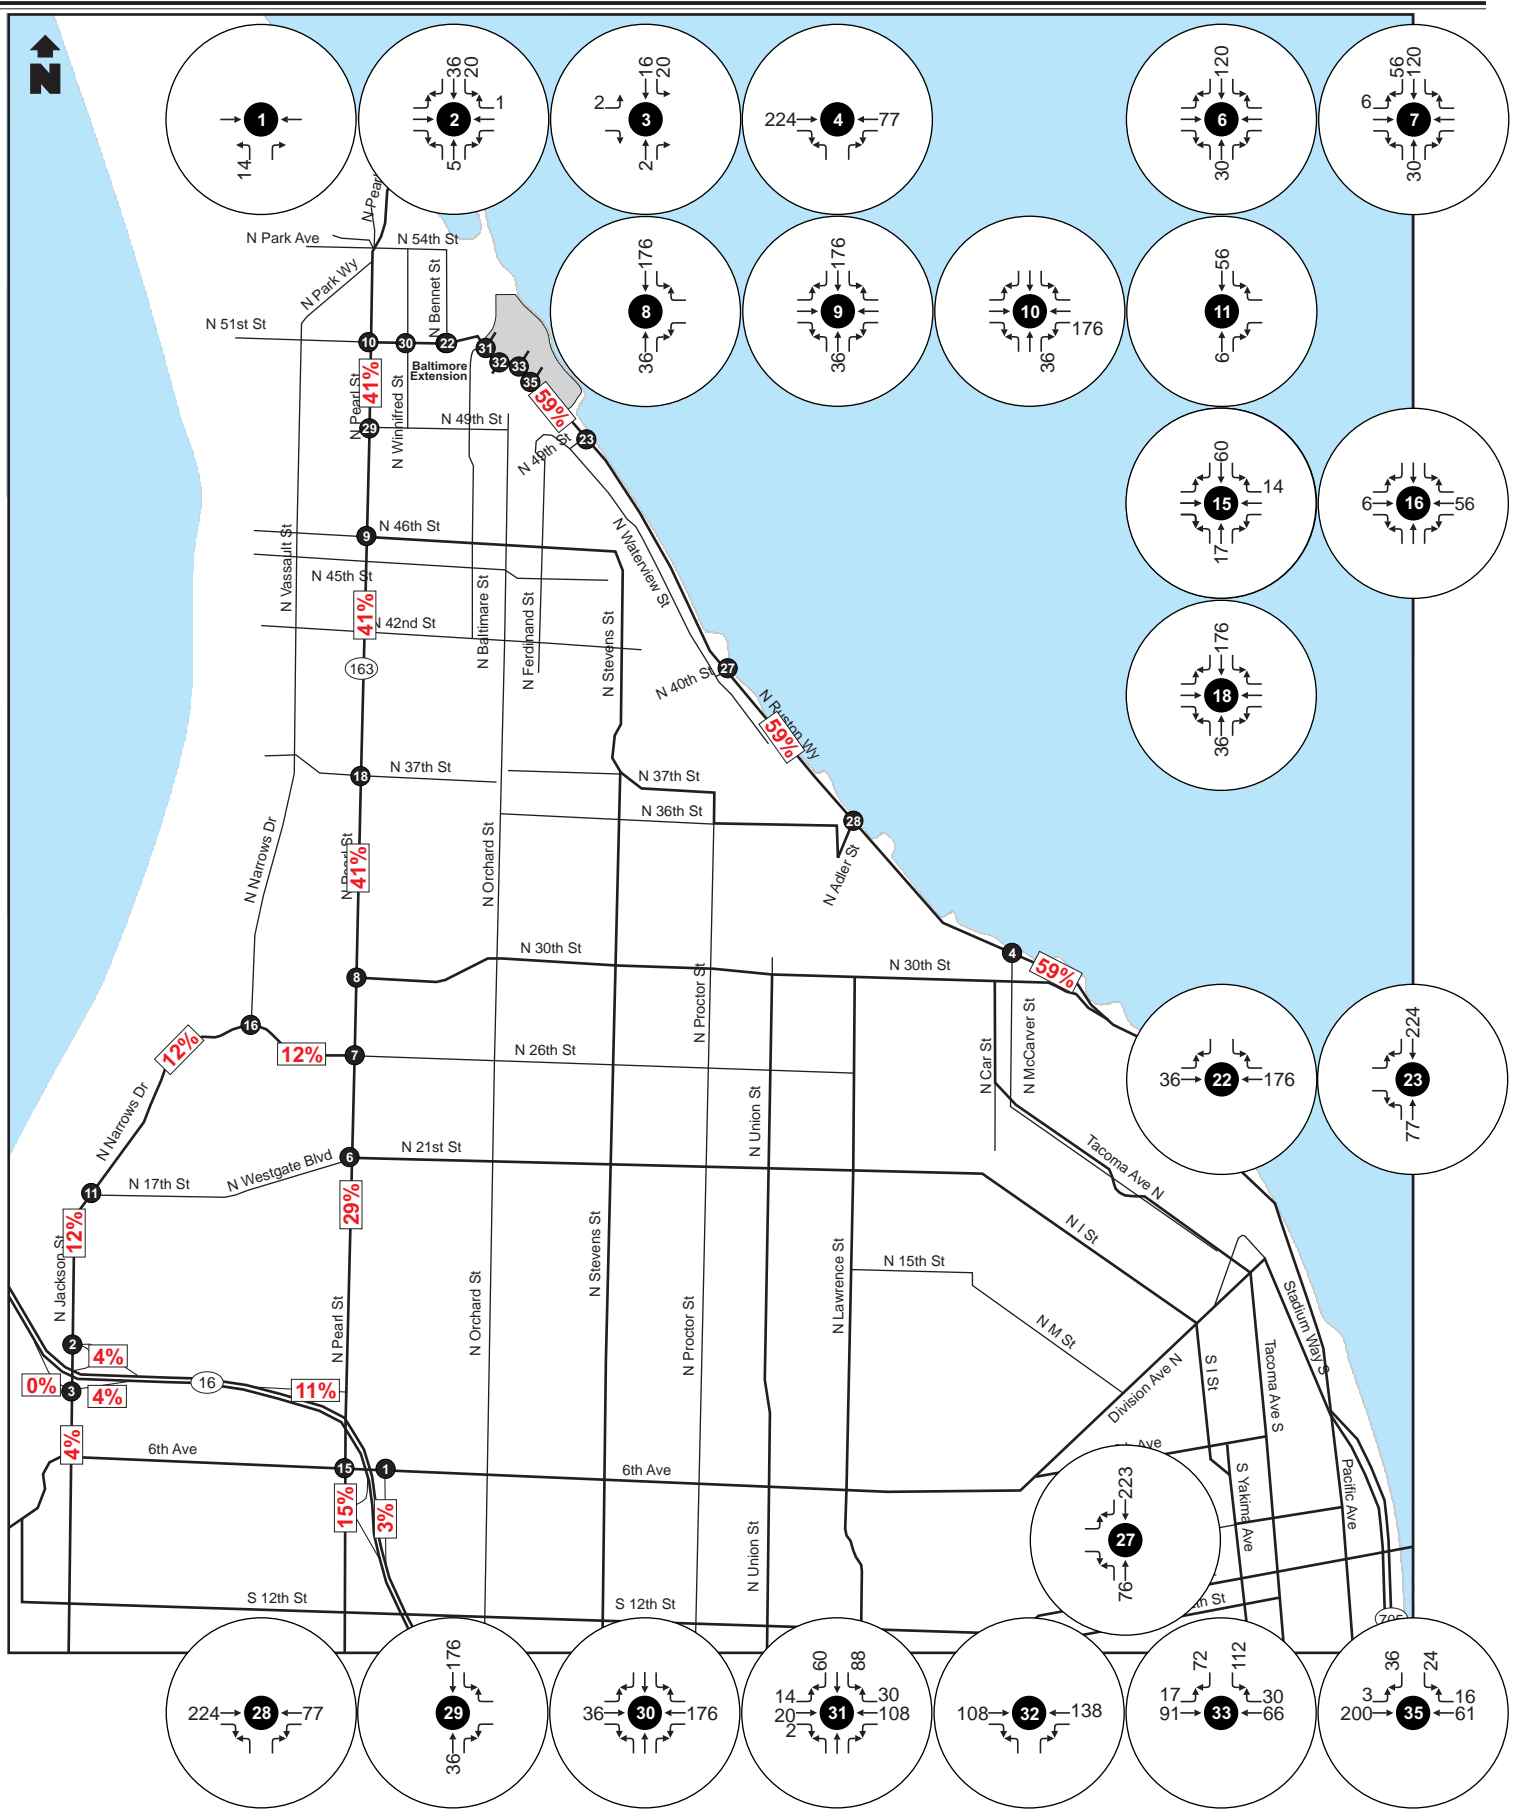 N
1
14
2
36
20
1
5
3
2
16
20
2
4
224
77
6
120
30
7
6
56
120
30
8
176
36
9
176
36
10
176
36
11
56
6
15
60
14
17
16
6
56
18
176
36
22
36
176
23
224
77
27
223
76
28
224
77
29
176
36
30
36
176
31
14
20
2
60
88
30
108
32
108
138
33
17
91
72
112
30
66
35
3
200
36
24
16
61
N Pearl
N Park Ave
N 54th St
N Park Wy
N Bennet St
N 51st St
10
30
22
31
32
33
35
Baltimore
Extension
41%
59%
N Pearl St
N Winnifred St
29
N 49th St
N 49th St
23
9
N 46th St
N Vassault St
N 45th St
N Waterview St
41%
N 42nd St
N Baltimare St
N Ferdinand St
N Stevens St
163
27
N 40th St
N Ruston Wy
59%
18
N 37th St
N 37th St
N 36th St
28
N Narrows Dr
N Pearl St
41%
N Orchard St
N Adler St
N 30th St
N 30th St
4
59%
8
N Proctor St
16
12%
12%
7
N 26th St
N Car St
N McCarver St
N Narrows Dr
N Union St
6
N 21st St
N Westgate Blvd
N 17th St
11
Tacoma Ave N
12%
29%
N Jackson St
N Stevens St
N Lawrence St
N I St
N 15th St
N M St
N Pearl St
N Orchard St
N Proctor St
Stadium Way S
2
4%
0%
3
4%
16
11%
Division Ave N
S I St
Tacoma Ave S
4%
6th Ave
15
1
6th Ave
Ave
15%
3%
S Yakima Ave
Pacific Ave
N Union St
S 12th St
S 12th St
th St
705